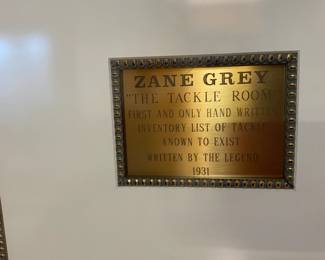 ZANE GREY
"THE TACKLE ROOM"
FIRST AND ONLY HAND WRITTEN
INVENTORY LIST OF TACKLE
KNOWN TO EXIST
WRITTEN BY THE LEGEND
1931